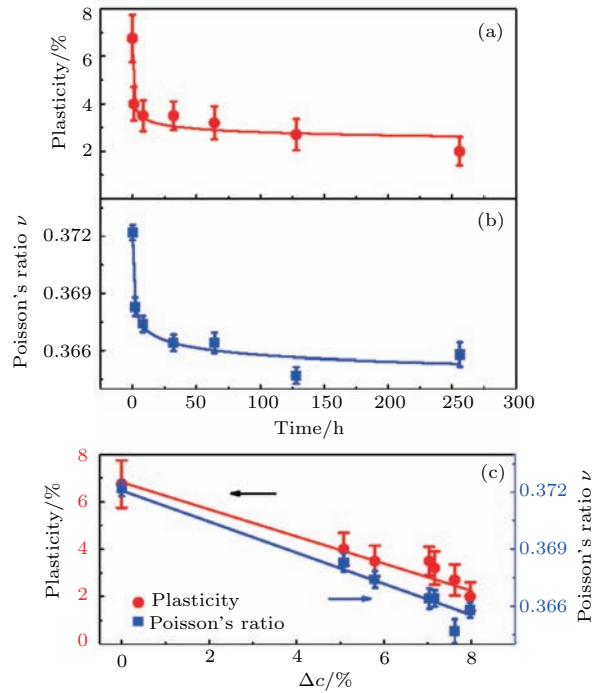 (a)
Plasticity/%
8
6
4
2
(b)
Poisson's ratio ν
0.372
0.369
0.366
0 50 100 150 200 250 300
Time/h
(c)
Plasticity/%
8
6
4
2
0
Poisson's ratio ν
0.372
0.369
0.366
Plasticity
Poisson's ratio
0 2 4 6 8
Δc/%